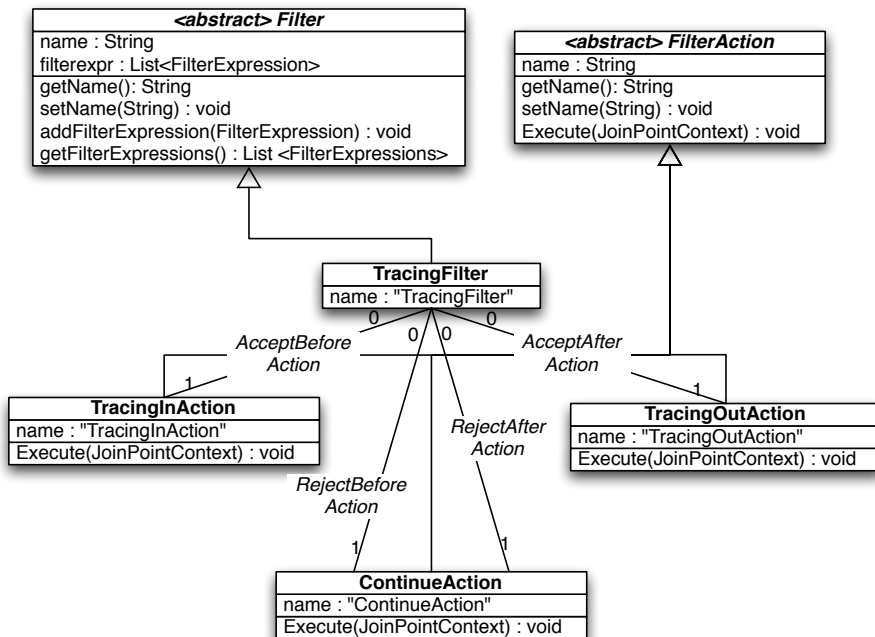 <abstract> Filter
name : String
filterexpr : List<FilterExpression>
getName(): String
setName(String) : void
addFilterExpression(FilterExpression) : void
getFilterExpressions() : List <FilterExpressions>
<abstract> FilterAction
name : String
getName(): String
setName(String) : void
Execute(JoinPointContext) : void
TracingFilter
name : "TracingFilter"
0
0
0
0
AcceptBefore
Action
AcceptAfter
Action
1
1
TracingInAction
name : "TracingInAction"
Execute(JoinPointContext) : void
TracingOutAction
name : "TracingOutAction"
Execute(JoinPointContext) : void
RejectAfter
Action
RejectBefore
Action
1
1
ContinueAction
name : "ContinueAction"
Execute(JoinPointContext) : void